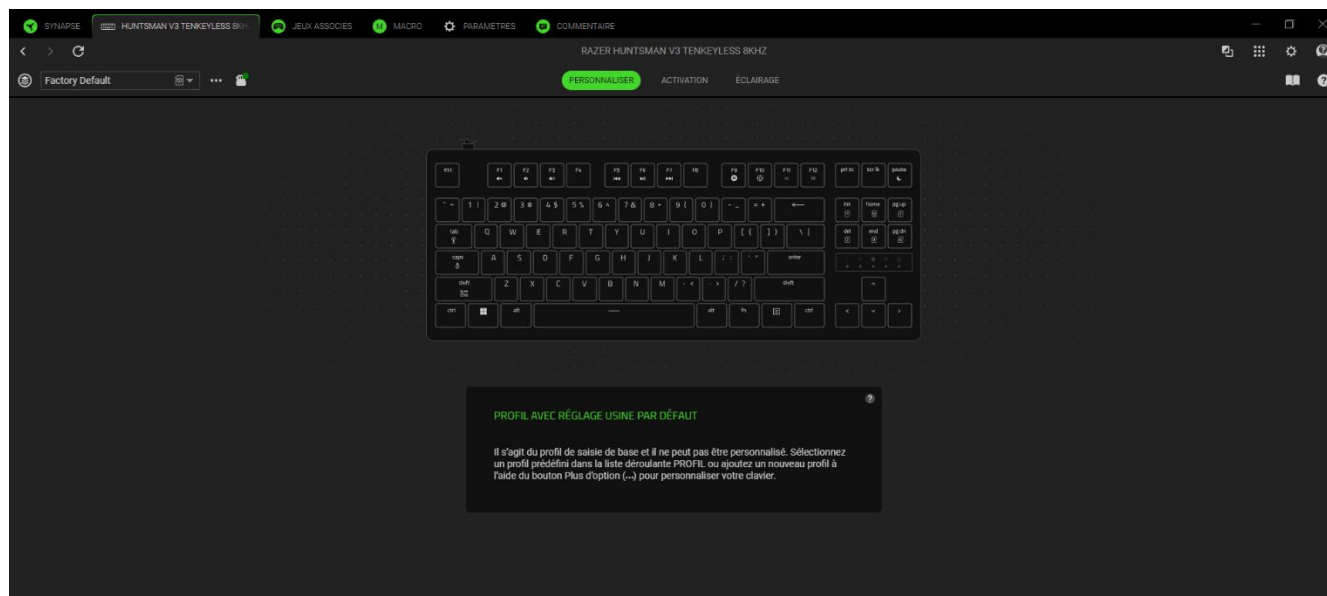 SYNAPSE HUNTSMAN V3 TENKEYLESS 8KH JEUX ASSOCIÉS M MACRO PARAMÈTRES COMMENTAIRE
RAZER HUNTSMAN V3 TENKEYLESS 8KHZ
Factory Default ... PERSONNALISER ACTIVATION ÉCLAIRAGE
esc F1 F2 F3 F4 F5 F6 F7 F8 F9 F10 F11 F12 prt sc scr lk pause
` ~ 1 ! 2 @ 3 # 4 $ 5 % 6 ^ 7 & 8 * 9 ( 0 ) - _ = + ins home pg up
tab Q W E R T Y U I O P [ { ] } \ | del end pg dn
caps A S D F G H J K L ; : ' " enter
shift Z X C V B N M , < . > / ? shift
ctrl alt alt fn ctrl
PROFIL AVEC RÉGLAGE USINE PAR DÉFAUT
Il s'agit du profil de saisie de base et il ne peut pas être personnalisé. Sélectionnez
un profil prédéfini dans la liste déroulante PROFIL ou ajoutez un nouveau profil à
l'aide du bouton Plus d'option (...) pour personnaliser votre clavier.